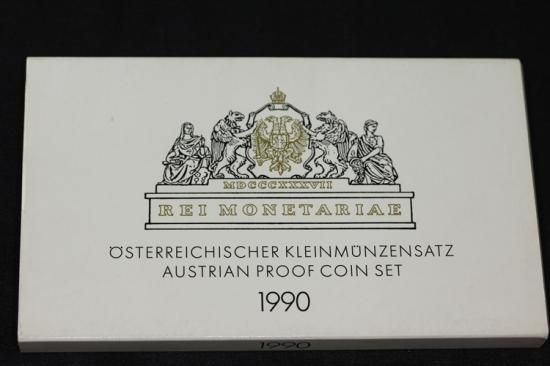 MDCCCXXXVII
REI MONETARIAE
ÖSTERREICHISCHER KLEINMÜNZENSATZ
AUSTRIAN PROOF COIN SET
1990
1990